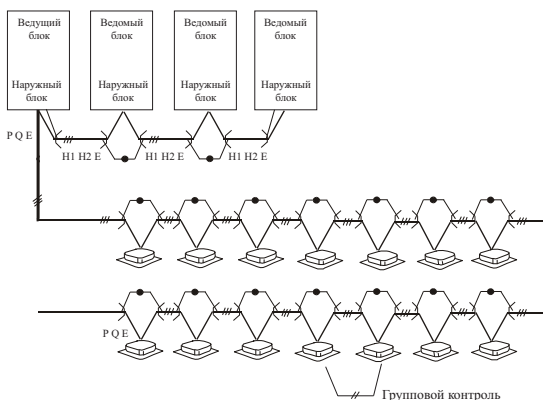 Ведущий Ведомый Ведомый Ведомый
блок блок блок блок
Наружный Наружный Наружный Наружный
блок блок блок блок
P Q E
H1 H2 E H1 H2 E H1 H2 E
P Q E
Групповой контроль